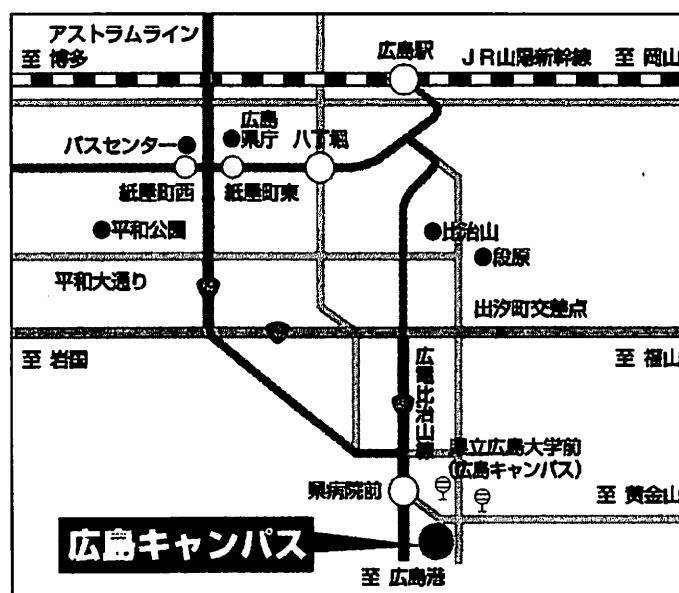 アストラムライン
至 博多
広島駅
JR山陽新幹線
至 岡山
バスセンター
広島
県庁
八丁堀
紙屋町西
紙屋町東
平和公園
比治山
段原
平和大通り
出汐町交差点
至 岩国
至 福山
広電比治山線
県立広島大学前
(広島キャンパス)
県病院前
至 黄金山
広島キャンパス
至 広島港